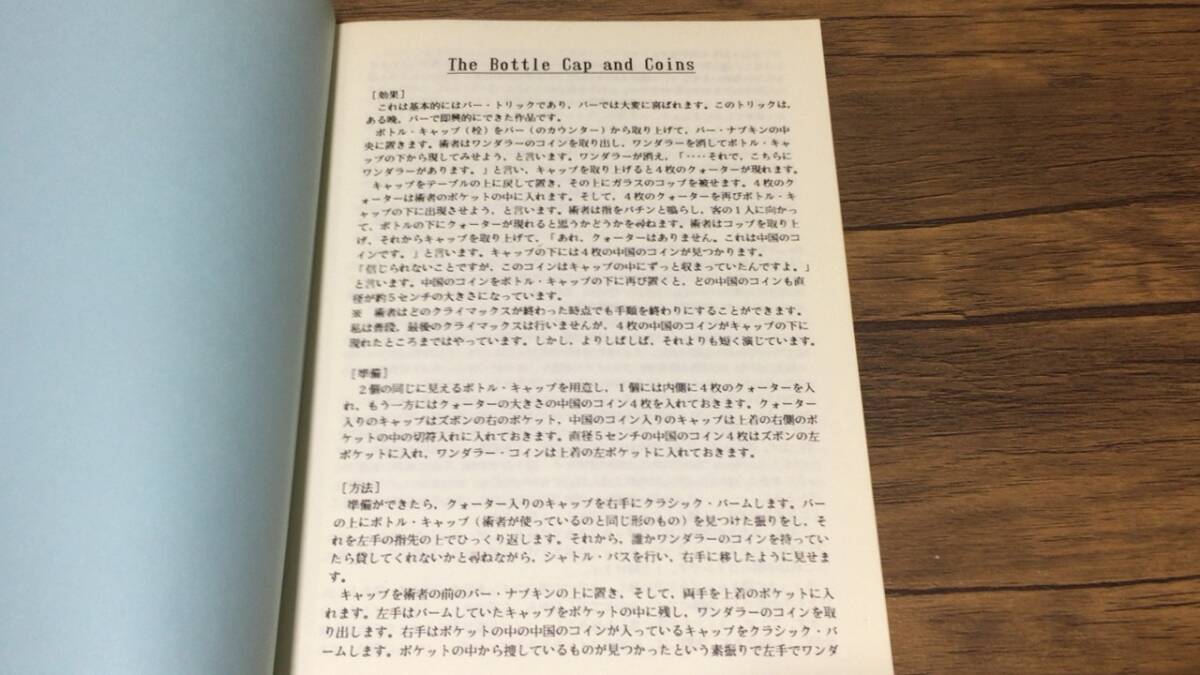 The Bottle Cap and Coins
［効果］
これは基本的にはバー・トリックであり，バーでは大変に喜ばれます。このトリックは，
ある晩，バーで即興的にできた作品です。
ボトル・キャップ（栓）をバー（のカウンター）から取り上げて，バー・ナプキンの中
央に置きます。術者はワンダラーのコインを取り出し，ワンダラーを消してボトル・キャ
ップの下から現してみせよう，と言います。ワンダラーが消え，「‥‥それで，こちらに
ワンダラーがあります。」と言い，キャップを取り上げると４枚のクォーターが現れます。
キャップをテーブルの上に戻して置き，その上にガラスのコップを被せます。４枚のク
ォーターは術者のポケットの中に入れます。そして，４枚のクォーターを再びボトル・キ
ャップの下に出現させよう，と言います。術者は指をパチンと鳴らし，客の１人に向かっ
て，ボトルの下にクォーターが現れると思うかどうかを尋ねます。術者はコップを取り上
げ，それからキャップを取り上げて，「あれ，クォーターはありません。これは中国のコ
インです。」と言います。キャップの下には４枚の中国のコインが見つかります。
「信じられないことですが，このコインはキャップの中にずっと収まっていたんですよ。」
と言います。中国のコインをボトル・キャップの下に再び置くと，どの中国のコインも直
径が約５センチの大きさになっています。
※　術者はどのクライマックスが終わった時点でも手順を終わりにすることができます。
私は普段，最後のクライマックスは行いませんが，４枚の中国のコインがキャップの下に
現れたところまではやっています。しかし，よりしばしば，それよりも短く演じています。
［準備］
２個の同じに見えるボトル・キャップを用意し，１個には内側に４枚のクォーターを入
れ，もう一方にはクォーターの大きさの中国のコイン４枚を入れておきます。クォーター
入りのキャップはズボンの右のポケット，中国のコイン入りのキャップは上着の右側のポ
ケットの中の切符入れに入れておきます。直径５センチの中国のコイン４枚はズボンの左
ポケットに入れ，ワンダラー・コインは上着の左ポケットに入れておきます。
［方法］
準備ができたら，クォーター入りのキャップを右手にクラシック・パームします。バー
の上にボトル・キャップ（術者が使っているのと同じ形のもの）を見つけた振りをし，そ
れを左手の指先の上でひっくり返します。それから，誰かワンダラーのコインを持ってい
たら貸してくれないかと尋ねながら，シャトル・パスを行い，右手に移したように見せま
す。
キャップを術者の前のバー・ナプキンの上に置き，そして，両手を上着のポケットに入
れます。左手はパームしていたキャップをポケットの中に残し，ワンダラーのコインを取
り出します。右手はポケットの中の中国のコインが入っているキャップをクラシック・パ
ームします。ポケットの中から捜しているものが見つかったという素振りで左手でワンダ